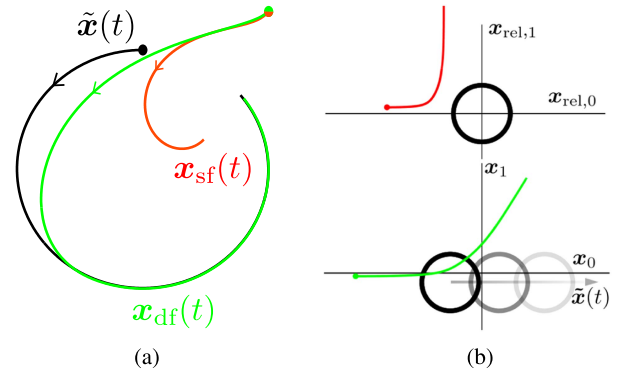 x̃(t)
x_sf(t)
x_df(t)
(a)
x_rel,1
x_rel,0
x_1
x_0
x̃(t)
(b)